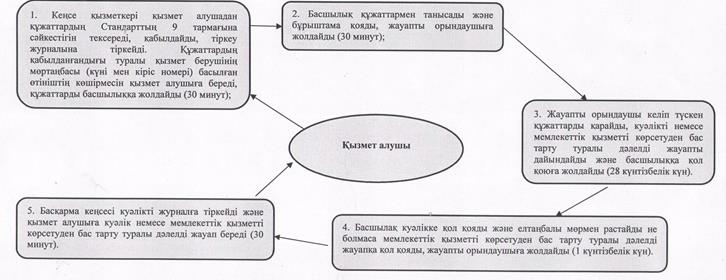 1. Кеңсе қызметкері қызмет алушадан
құжаттардың Стандарттың 9 тармағына
сәйкестігін тексереді, қабылдайды, тіркеу
журналына тіркейді. Құжаттардың
қабылданғандығы туралы қызмет берушінің
мөртаңбасы (күні мен кіріс номері) басылған
өтініштің көшірмесін қызмет алушыға береді,
құжаттарды басшылыққа жолдайды (30 минут);
2. Басшылық құжаттармен танысады және
бұрыштама қояды, жауапты орындаушыға
жолдайды (30 минут);
3. Жауапты орындаушы келіп түскен
құжаттарды қарайды, куәлікті немесе
мемлекеттік қызметті көрсетуден бас
тарту туралы дәлелді жауапты
дайындайды және басшылыққа қол
қоюға жолдайды (28 күнтізбелік күн).
Қызмет алушы
5. Басқарма кеңсесі куәлікті журналға тіркейді және
қызмет алушыға куәлік немесе мемлекеттік қызметті
көрсетуден бас тарту туралы дәлелді жауап береді (30
минут).
4. Басшылақ куәлікке қол қояды және елтаңбалы мөрмен растайды не
болмаса мемлекеттік қызметті көрсетуден бас тарту туралы дәлелді
жауапқа қол қояды, жауапты орындаушыға жолдайды (1 күнтізбелік күн).